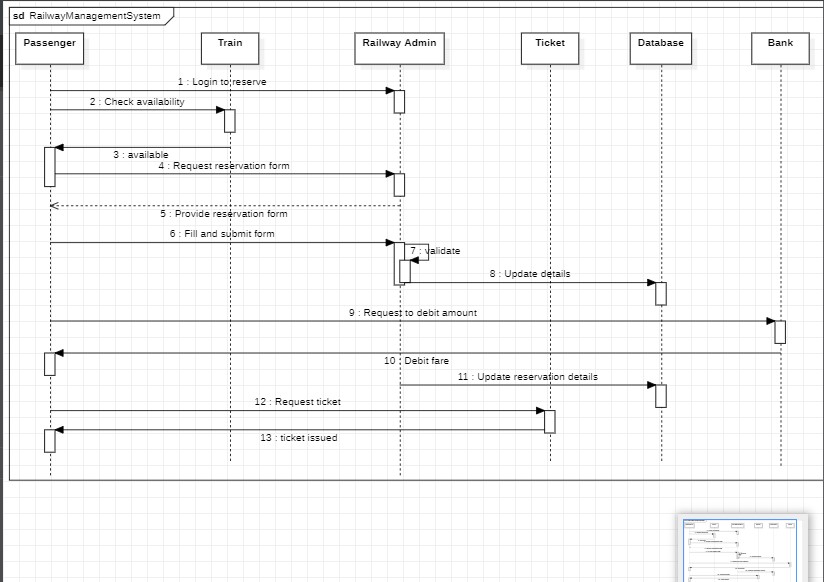 sd RailwayManagementSystem
Passenger
Train
Railway Admin
Ticket
Database
Bank
1 : Login to reserve
2 : Check availability
3 : available
4 : Request reservation form
5 : Provide reservation form
6 : Fill and submit form
7 : validate
8 : Update details
9 : Request to debit amount
10 : Debit fare
11 : Update reservation details
12 : Request ticket
13 : ticket issued